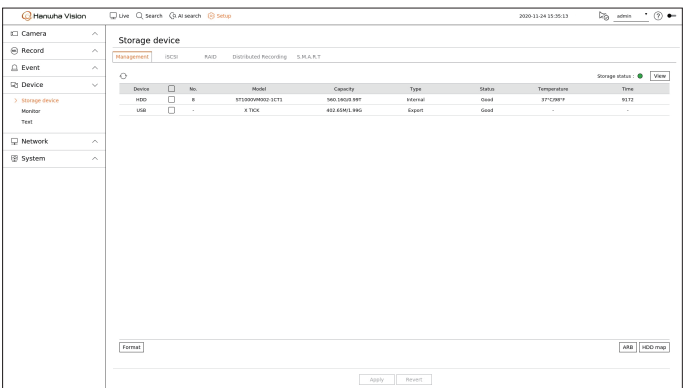 Hanwha Vision
Live Search AI search Setup 2020-11-24 15:35:13 admin
Camera
Record
Event
Device
Storage device
Monitor
Text
Network
System
Storage device
Management iSCSI RAID Distributed Recording S.M.A.R.T
Storage status : View
Device No. Model Capacity Type Status Temperature Time
HDD 8 ST1000VM002-1CT1 560.16G/0.99T Internal Good 37°C/98°F 9172
USB - X TICK 402.65M/1.99G Export Good - -
Format ARB HDD map
Apply Revert